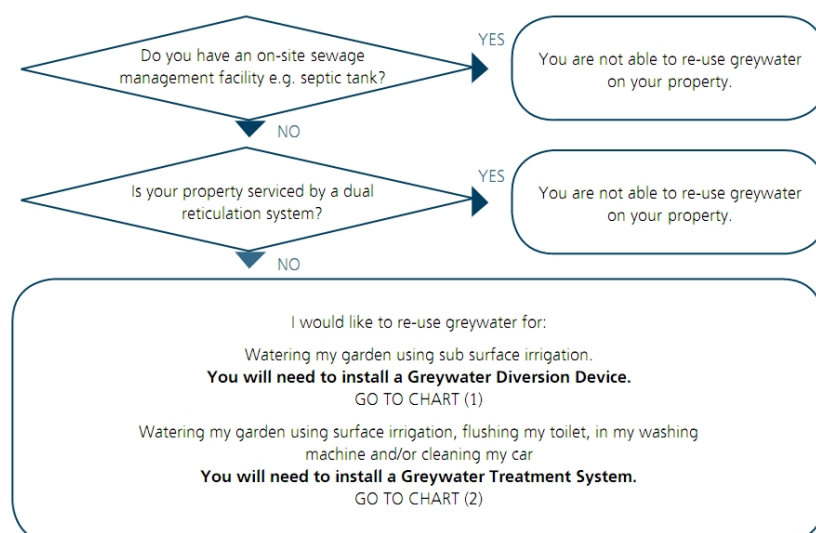 Do you have an on-site sewage
management facility e.g. septic tank?
YES
You are not able to re-use greywater
on your property.
NO
Is your property serviced by a dual
reticulation system?
YES
You are not able to re-use greywater
on your property.
NO
I would like to re-use greywater for:
Watering my garden using sub surface irrigation.
You will need to install a Greywater Diversion Device.
GO TO CHART (1)
Watering my garden using surface irrigation, flushing my toilet, in my washing
machine and/or cleaning my car
You will need to install a Greywater Treatment System.
GO TO CHART (2)